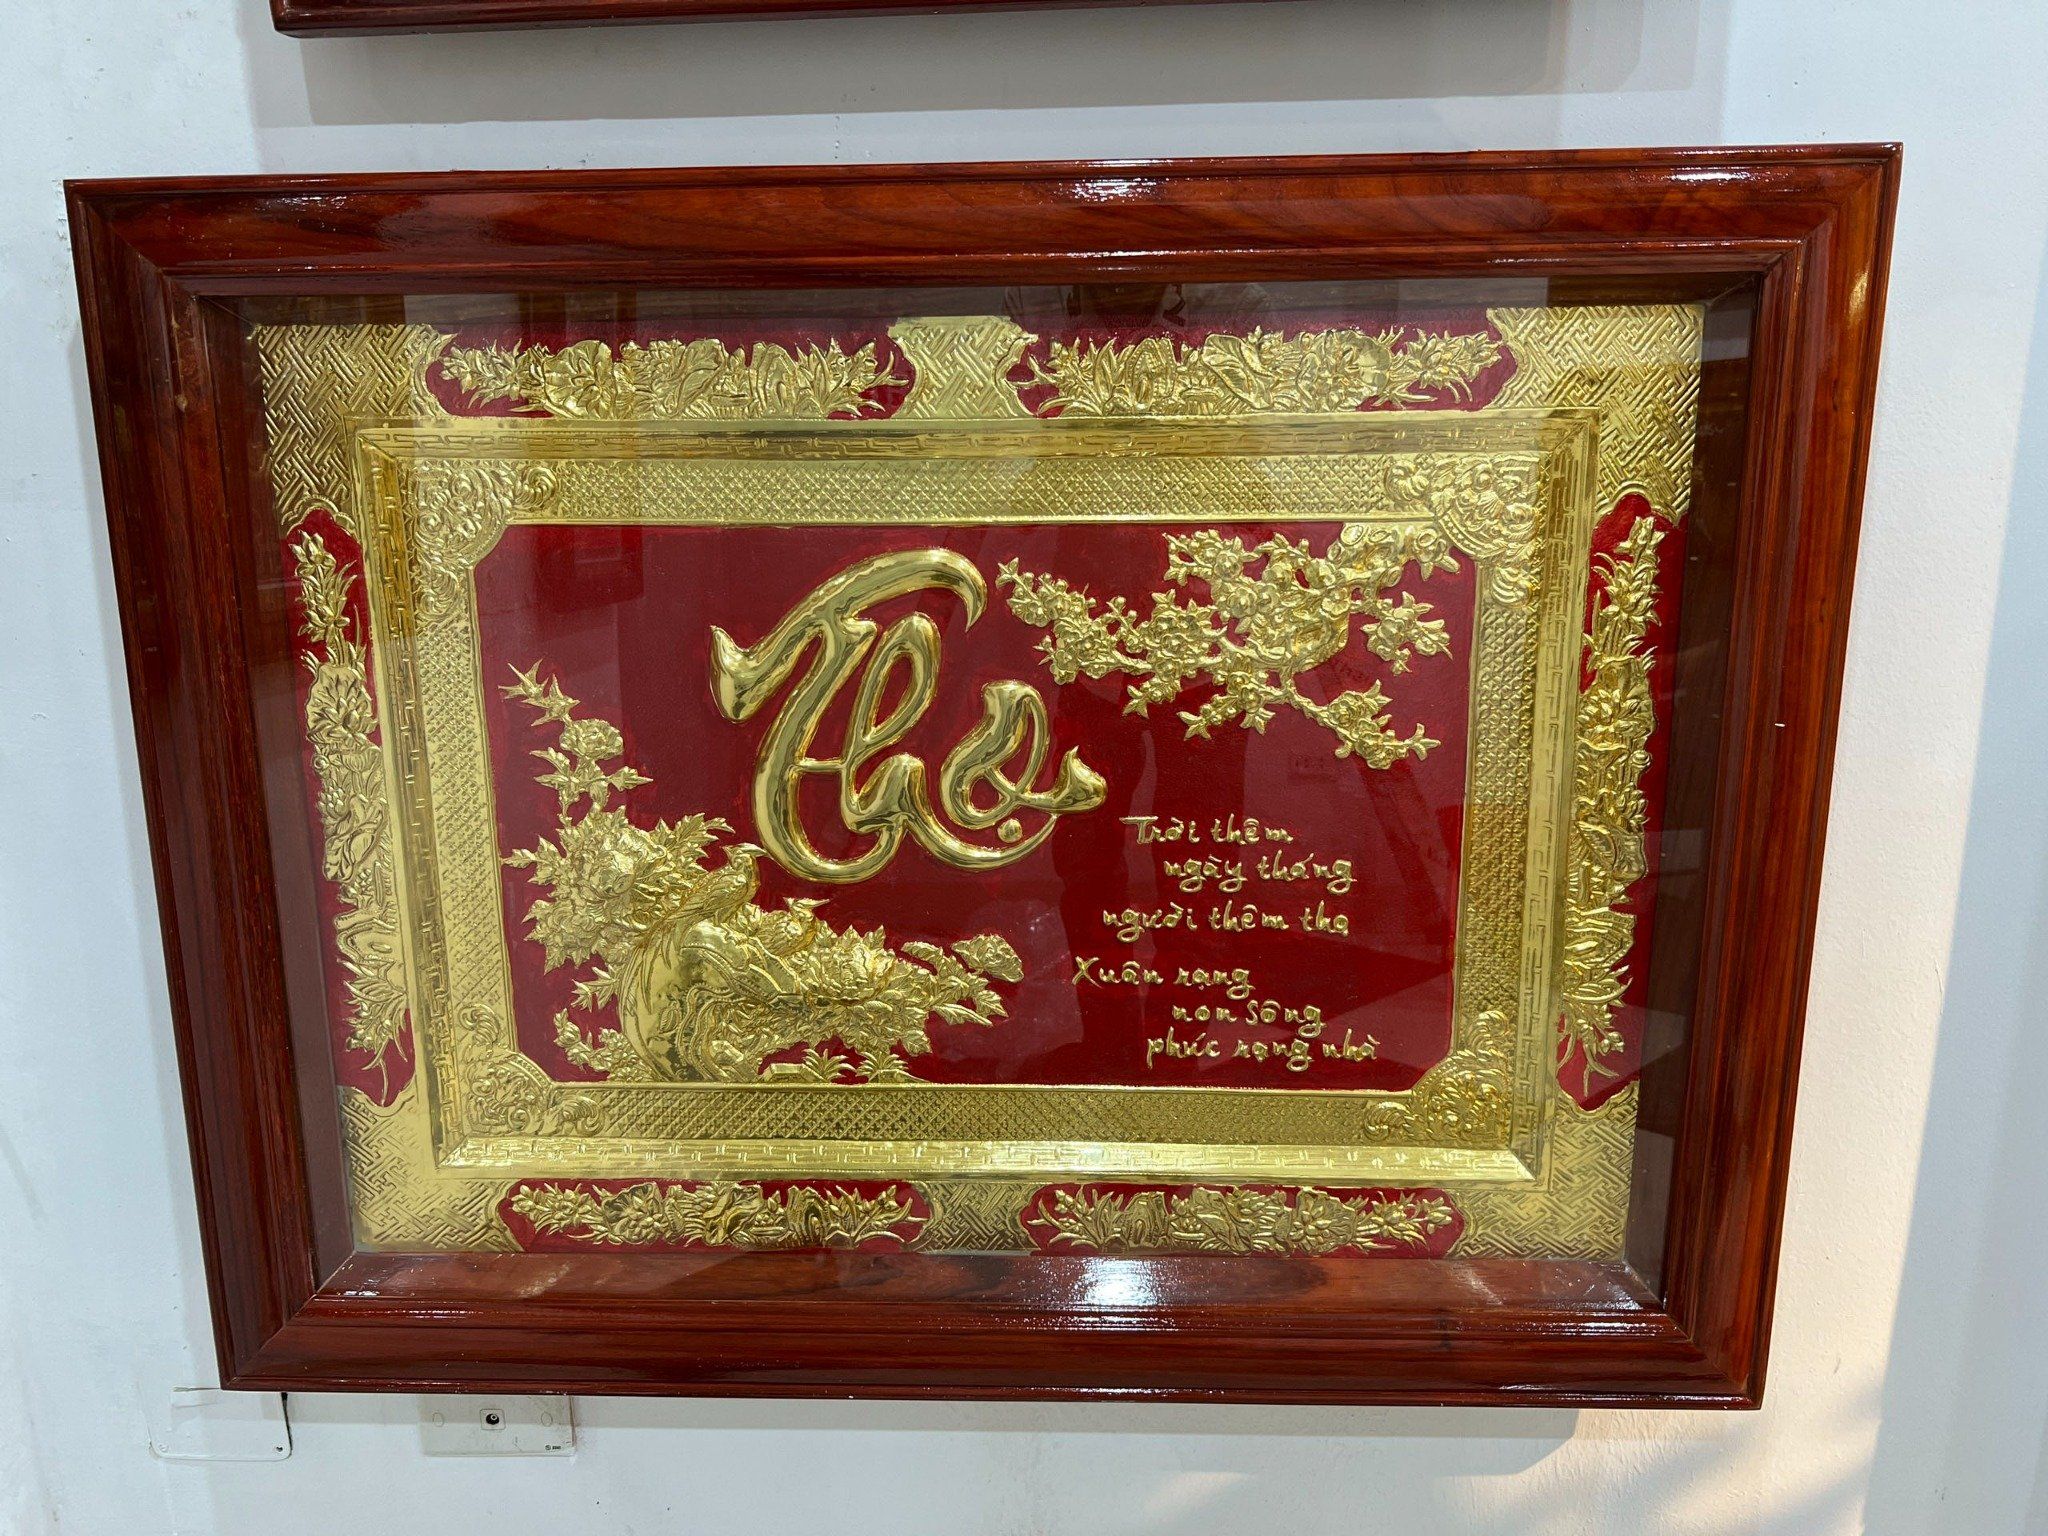 Thọ
Trời thêm
ngày tháng
người thêm thọ
Xuân rạng
non sông
phúc rạng nhà